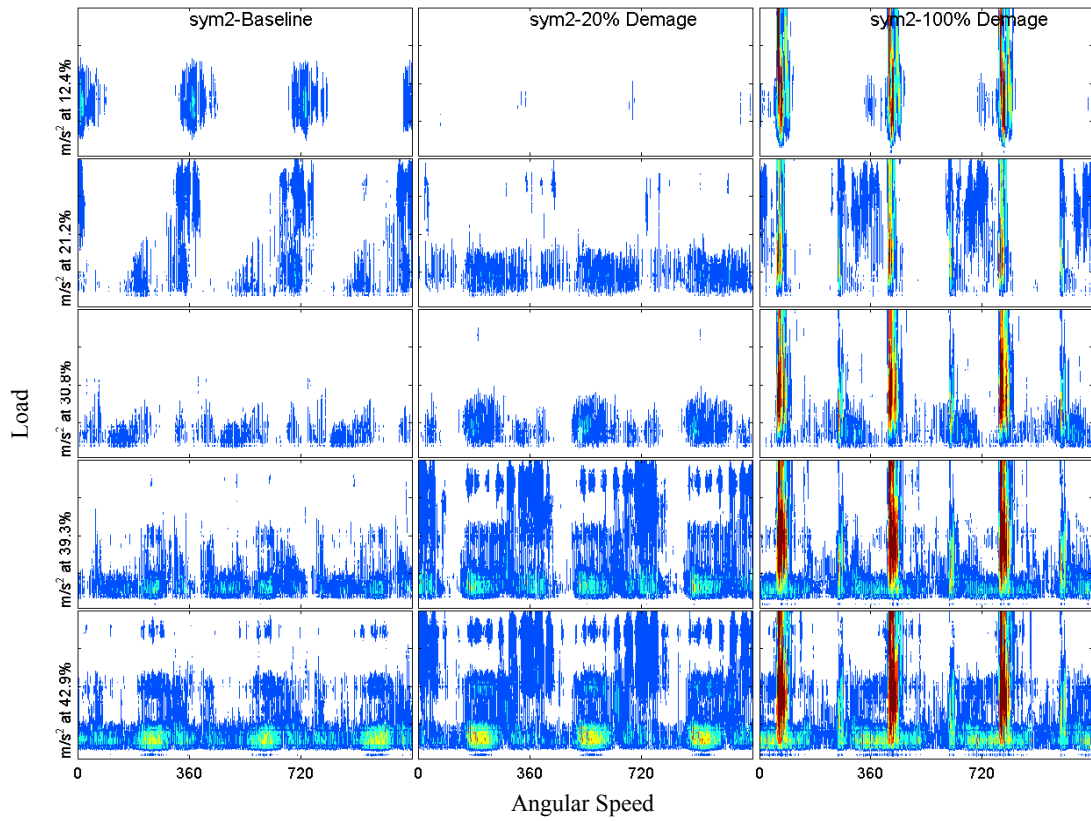 sym2-Baseline
sym2-20% Demage
sym2-100% Demage
m/s² at 12.4%
m/s² at 21.2%
m/s² at 30.8%
m/s² at 39.3%
m/s² at 42.9%
Load
0 360 720 0 360 720 0 360 720
Angular Speed